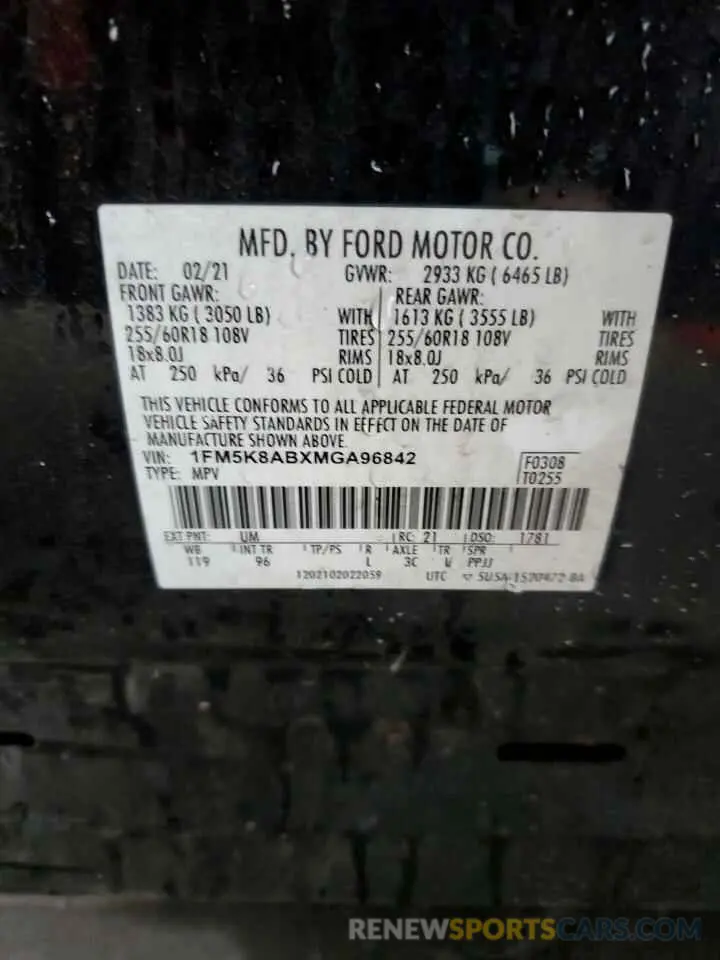 MFD. BY FORD MOTOR CO.
DATE: 02/21 GVWR: 2933 KG ( 6465 LB)
FRONT GAWR: REAR GAWR:
1383 KG ( 3050 LB) WITH 1613 KG ( 3555 LB) WITH
255/60R18 108V TIRES 255/60R18 108V TIRES
18x8.0J RIMS 18x8.0J RIMS
AT 250 kPa/ 36 PSI COLD AT 250 kPa/ 36 PSI COLD
THIS VEHICLE CONFORMS TO ALL APPLICABLE FEDERAL MOTOR
VEHICLE SAFETY STANDARDS IN EFFECT ON THE DATE OF
MANUFACTURE SHOWN ABOVE.
VIN: 1FM5K8ABXMGA96842 F0308
TYPE: MPV T0255
EXT PNT: UM RC: 21 DSO: 1781
WB INT TR TP/PS R AXLE TR SPR
119 96 L 3C U PPJJ
1202102022059 UTC
RENEWSPORTSCARS.COM